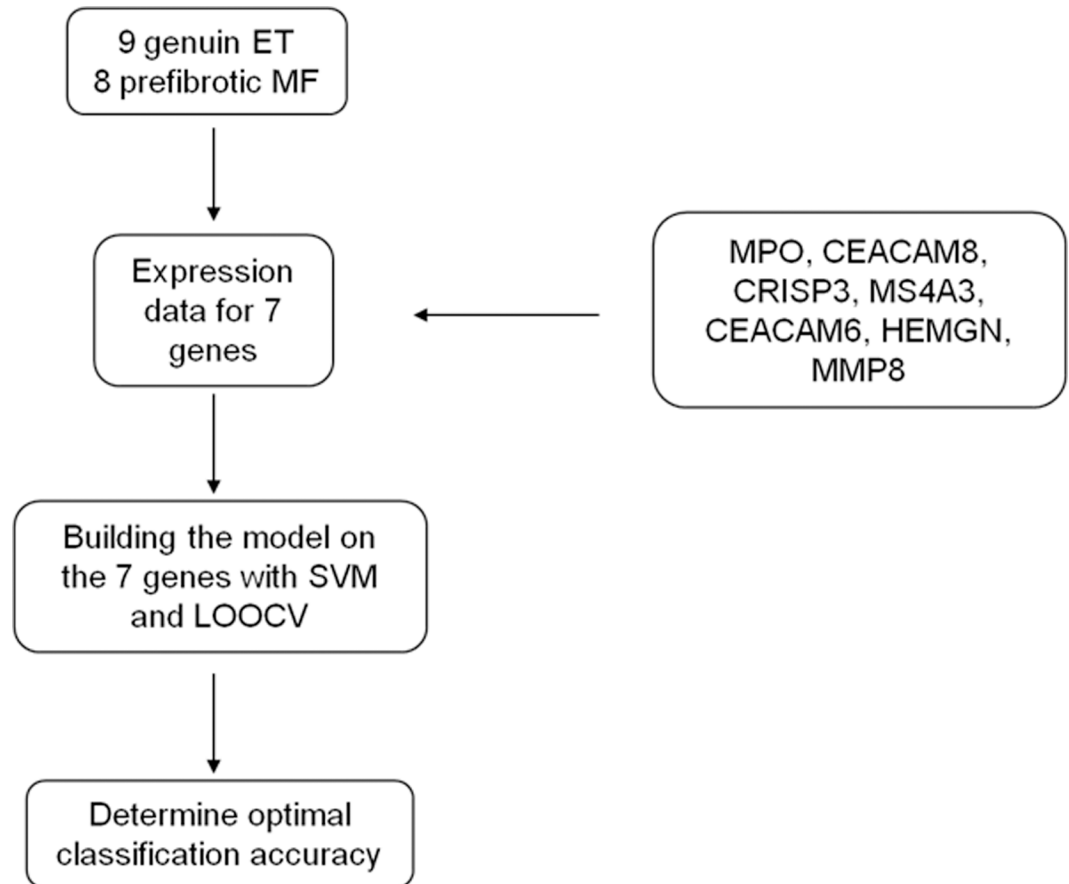 9 genuin ET
8 prefibrotic MF
Expression
data for 7
genes
MPO, CEACAM8,
CRISP3, MS4A3,
CEACAM6, HEMGN,
MMP8
Building the model on
the 7 genes with SVM
and LOOCV
Determine optimal
classification accuracy